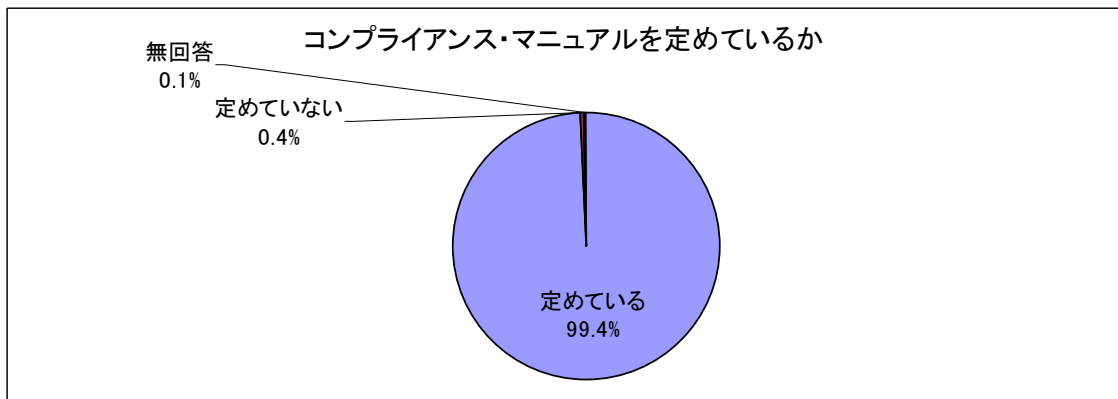 コンプライアンス・マニュアルを定めているか
無回答
0.1%
定めていない
0.4%
定めている
99.4%